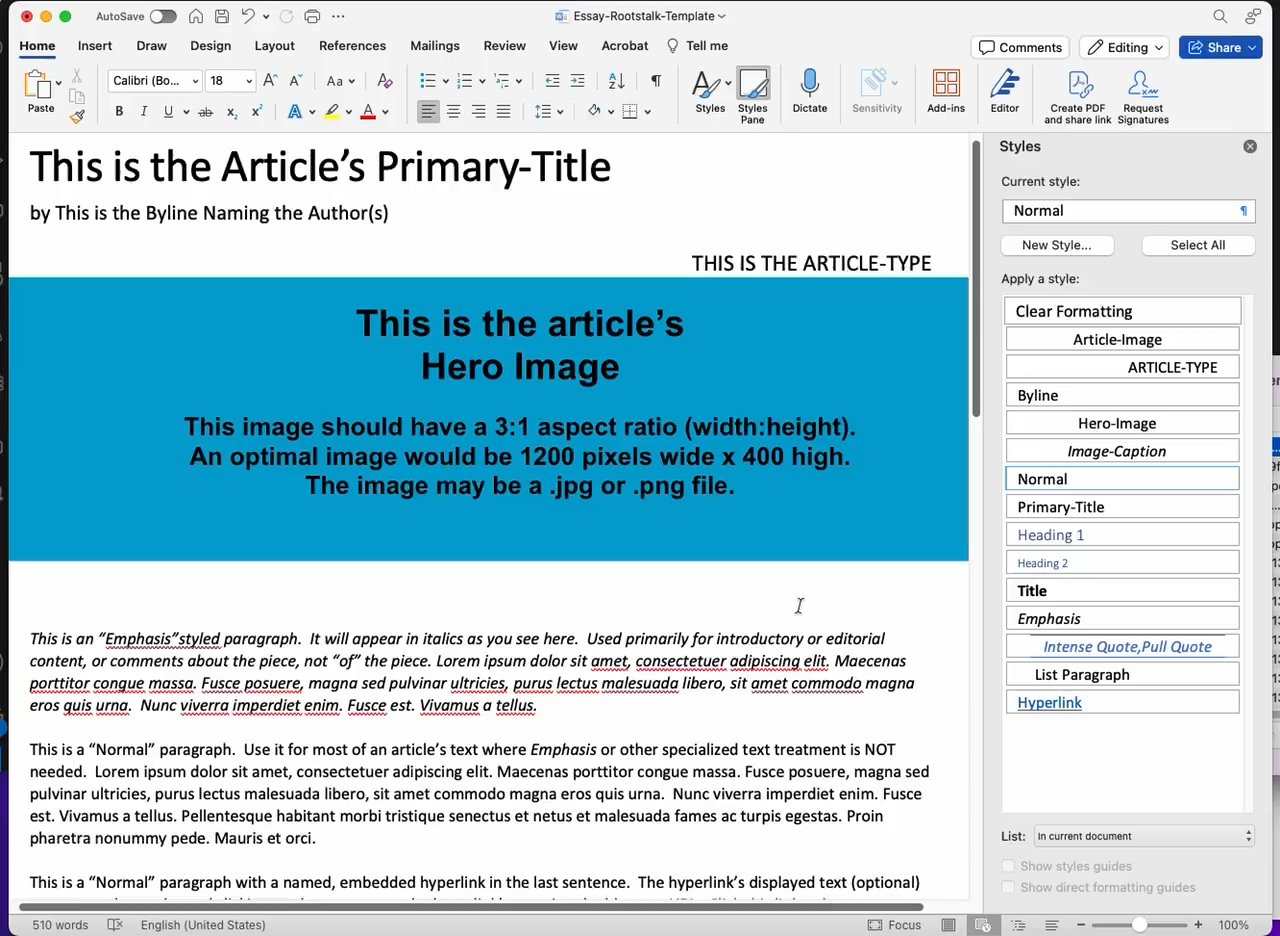 AutoSave
Essay-Rootstalk-Template
Home Insert Draw Design Layout References Mailings Review View Acrobat Tell me Comments Editing Share
Paste
Calibri (Bo... 18
Styles
Styles Pane
Dictate
Sensitivity
Add-ins
Editor
Create PDF and share link
Request Signatures
This is the Article’s Primary-Title
by This is the Byline Naming the Author(s)
THIS IS THE ARTICLE-TYPE
This is the article’s
Hero Image
This image should have a 3:1 aspect ratio (width:height).
An optimal image would be 1200 pixels wide x 400 high.
The image may be a .jpg or .png file.
This is an “Emphasis”styled paragraph.  It will appear in italics as you see here.  Used primarily for introductory or editorial
content, or comments about the piece, not “of” the piece. Lorem ipsum dolor sit amet, consectetuer adipiscing elit. Maecenas
porttitor congue massa. Fusce posuere, magna sed pulvinar ultricies, purus lectus malesuada libero, sit amet commodo magna
eros quis urna.  Nunc viverra imperdiet enim. Fusce est. Vivamus a tellus.
This is a “Normal” paragraph.  Use it for most of an article’s text where Emphasis or other specialized text treatment is NOT
needed.  Lorem ipsum dolor sit amet, consectetuer adipiscing elit. Maecenas porttitor congue massa. Fusce posuere, magna sed
pulvinar ultricies, purus lectus malesuada libero, sit amet commodo magna eros quis urna.  Nunc viverra imperdiet enim. Fusce
est. Vivamus a tellus. Pellentesque habitant morbi tristique senectus et netus et malesuada fames ac turpis egestas. Proin
pharetra nonummy pede. Mauris et orci.
This is a “Normal” paragraph with a named, embedded hyperlink in the last sentence.  The hyperlink’s displayed text (optional)
Styles
Current style:
Normal
New Style... Select All
Apply a style:
Clear Formatting
Article-Image
ARTICLE-TYPE
Byline
Hero-Image
Image-Caption
Normal
Primary-Title
Heading 1
Heading 2
Title
Emphasis
Intense Quote,Pull Quote
List Paragraph
Hyperlink
List: In current document
Show styles guides
Show direct formatting guides
510 words English (United States) Focus 100%